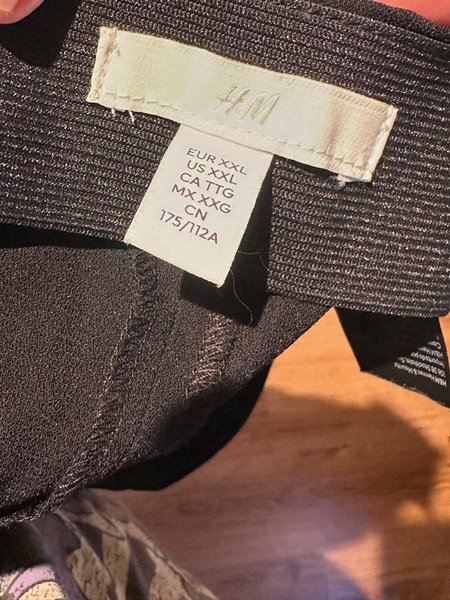 H&M
EUR XXL
US XXL
CA TTG
MX XXG
CN
175/112A